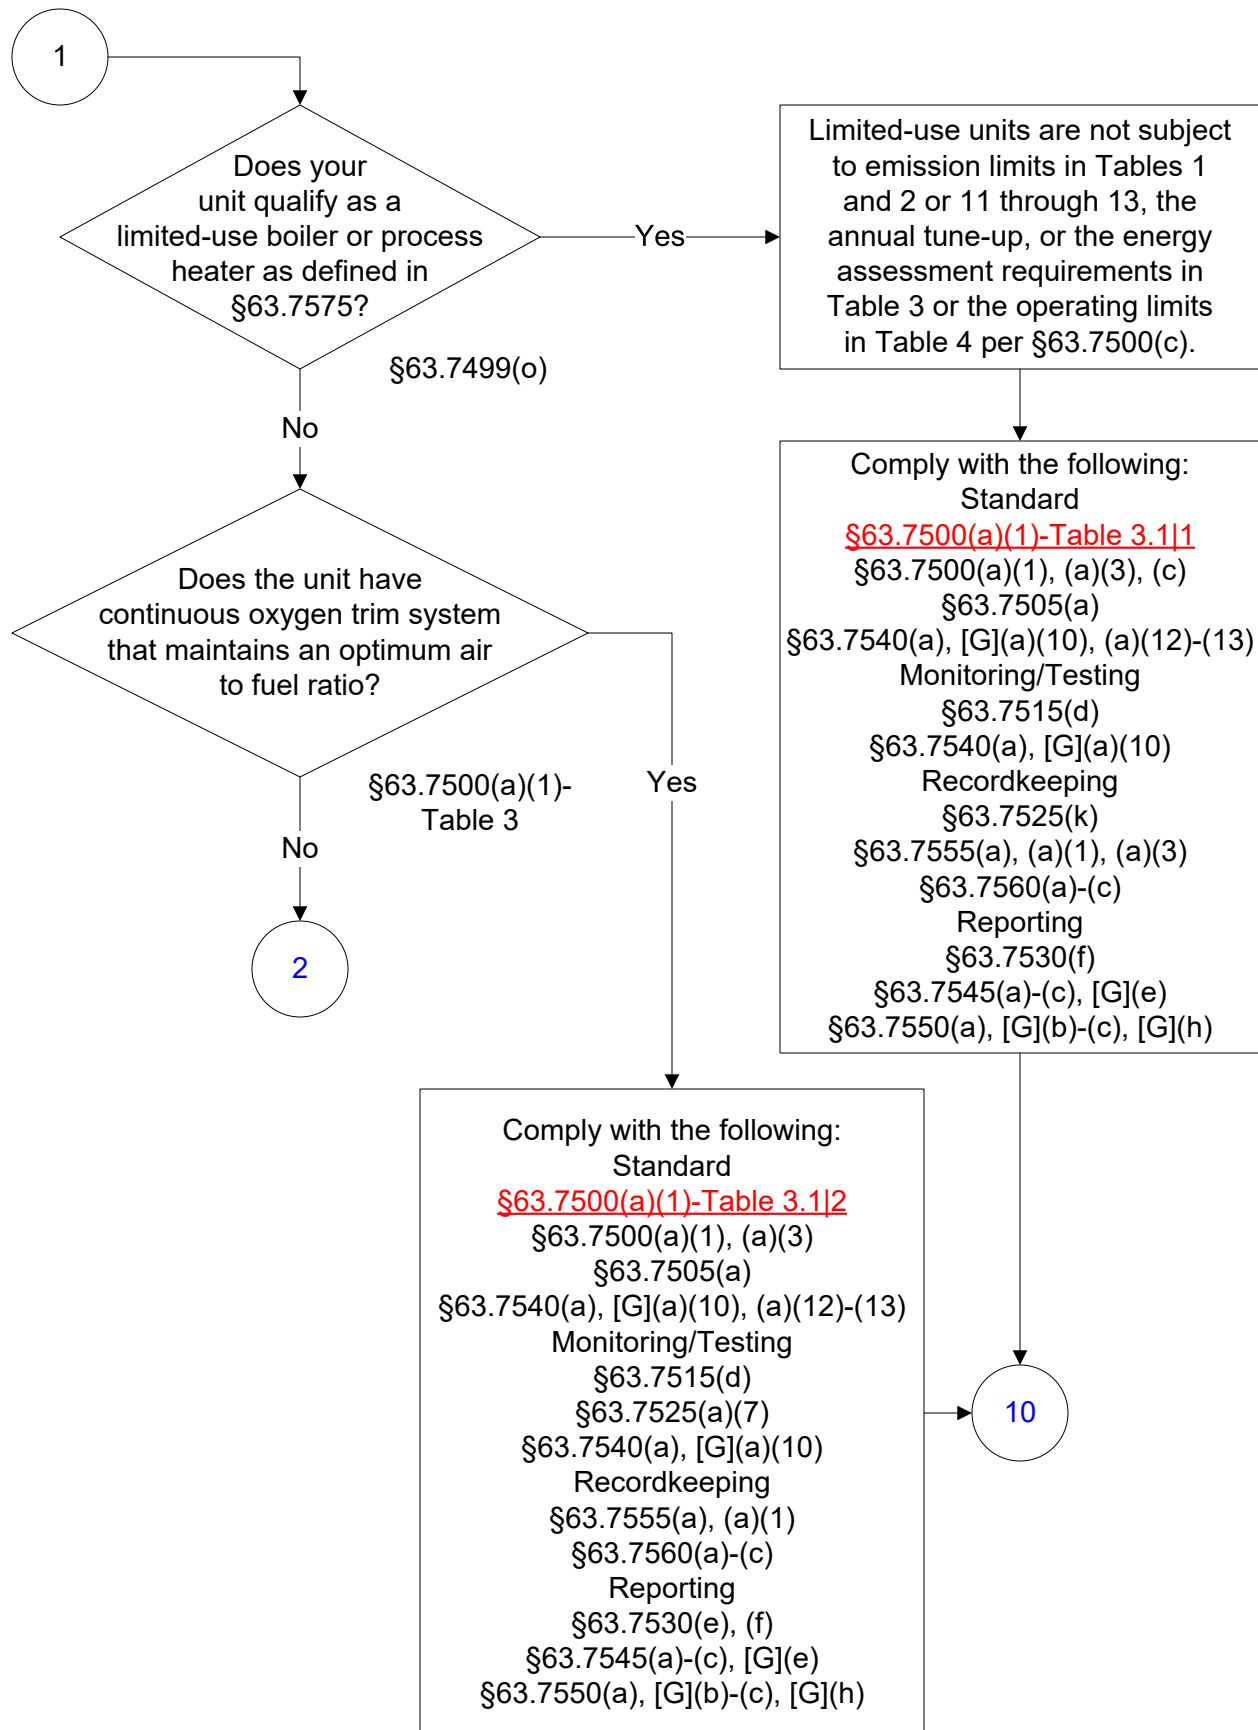 1
Does your
unit qualify as a
limited-use boiler or process
heater as defined in
§63.7575?
§63.7499(o)
Yes
Limited-use units are not subject
to emission limits in Tables 1
and 2 or 11 through 13, the
annual tune-up, or the energy
assessment requirements in
Table 3 or the operating limits
in Table 4 per §63.7500(c).
No
Comply with the following:
Standard
§63.7500(a)(1)-Table 3.1|1
§63.7500(a)(1), (a)(3), (c)
§63.7505(a)
§63.7540(a), [G](a)(10), (a)(12)-(13)
Monitoring/Testing
§63.7515(d)
§63.7540(a), [G](a)(10)
Recordkeeping
§63.7525(k)
§63.7555(a), (a)(1), (a)(3)
§63.7560(a)-(c)
Reporting
§63.7530(f)
§63.7545(a)-(c), [G](e)
§63.7550(a), [G](b)-(c), [G](h)
Does the unit have
continuous oxygen trim system
that maintains an optimum air
to fuel ratio?
§63.7500(a)(1)-
Table 3
Yes
No
2
Comply with the following:
Standard
§63.7500(a)(1)-Table 3.1|2
§63.7500(a)(1), (a)(3)
§63.7505(a)
§63.7540(a), [G](a)(10), (a)(12)-(13)
Monitoring/Testing
§63.7515(d)
§63.7525(a)(7)
§63.7540(a), [G](a)(10)
Recordkeeping
§63.7555(a), (a)(1)
§63.7560(a)-(c)
Reporting
§63.7530(e), (f)
§63.7545(a)-(c), [G](e)
§63.7550(a), [G](b)-(c), [G](h)
10